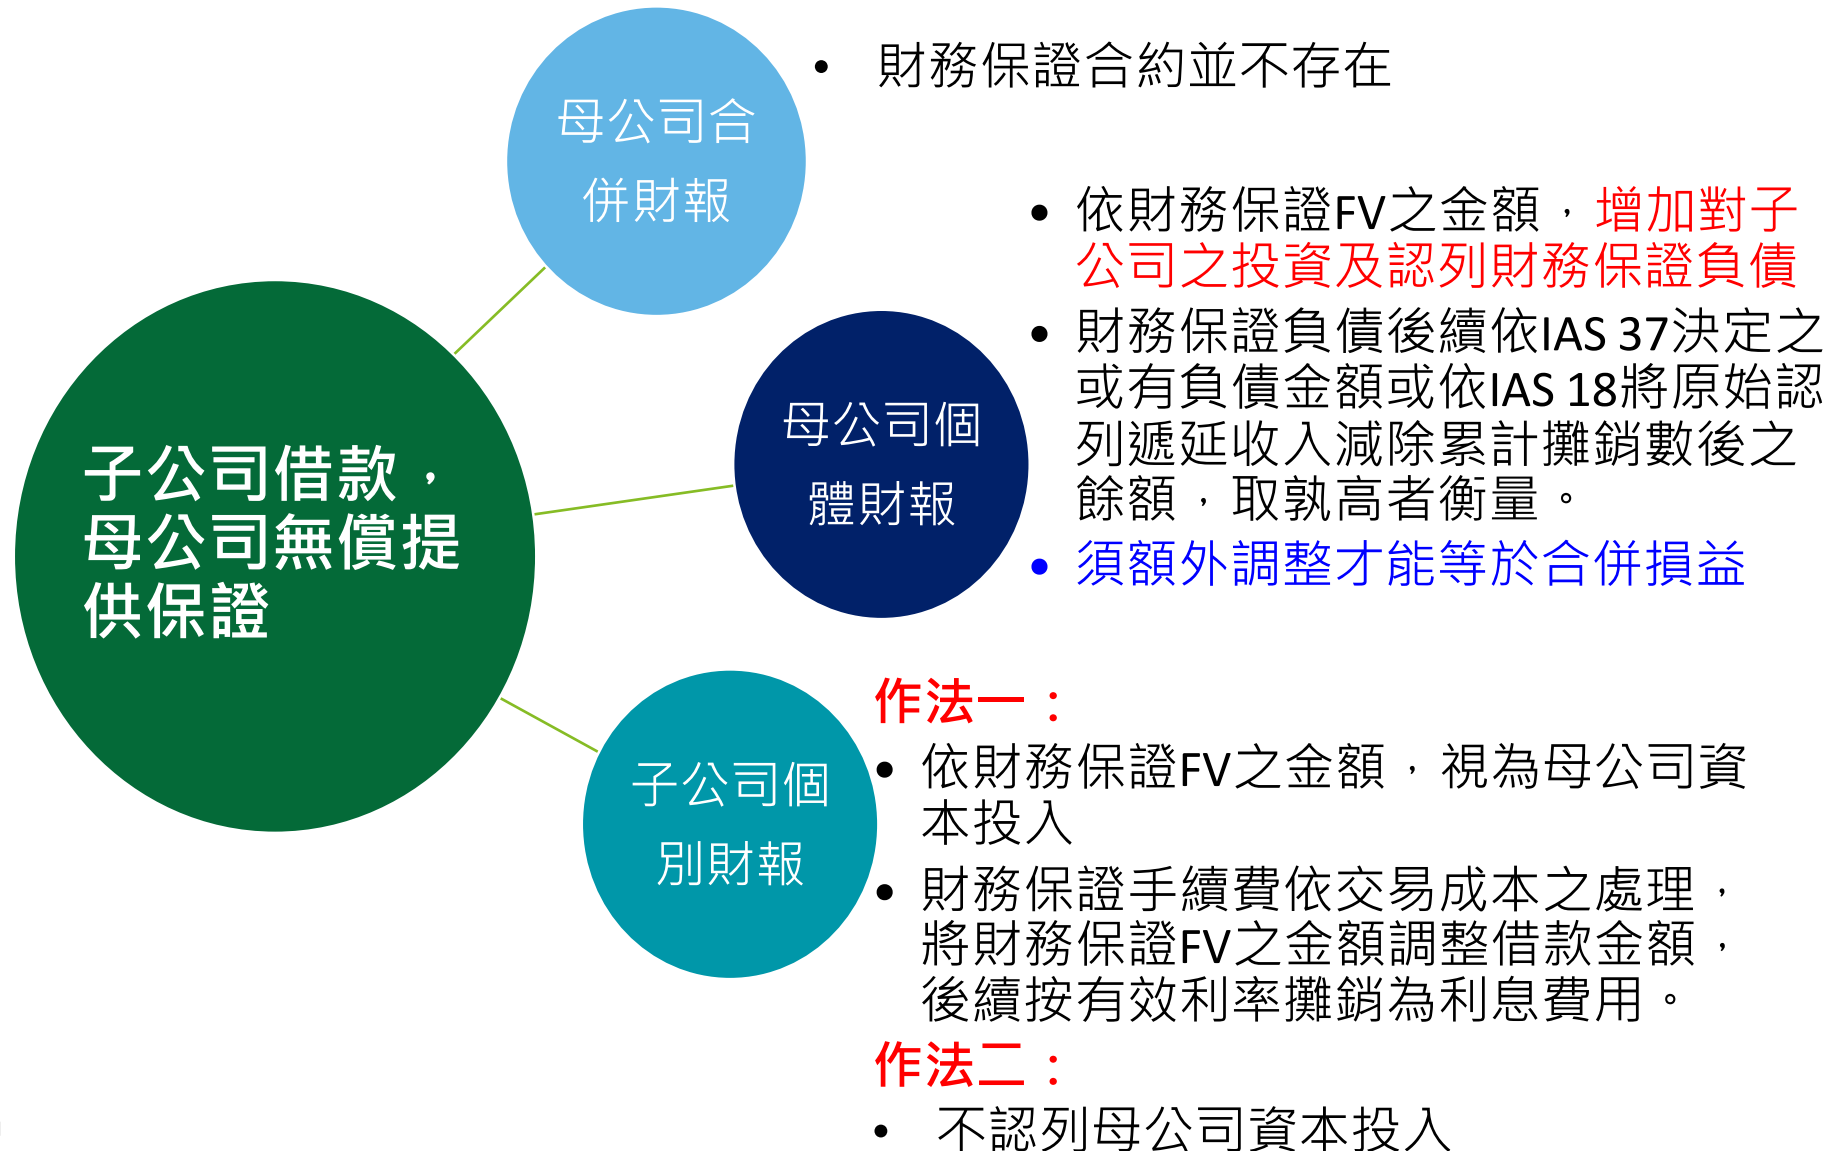 子公司借款，
母公司無償提
供保證
母公司合
併財報
• 財務保證合約並不存在
母公司個
體財報
• 依財務保證FV之金額，增加對子
公司之投資及認列財務保證負債
• 財務保證負債後續依IAS 37決定之
或有負債金額或依IAS 18將原始認
列遞延收入減除累計攤銷數後之
餘額，取孰高者衡量。
• 須額外調整才能等於合併損益
子公司個
別財報
作法一：
• 依財務保證FV之金額，視為母公司資
本投入
• 財務保證手續費依交易成本之處理，
將財務保證FV之金額調整借款金額，
後續按有效利率攤銷為利息費用。
作法二：
• 不認列母公司資本投入